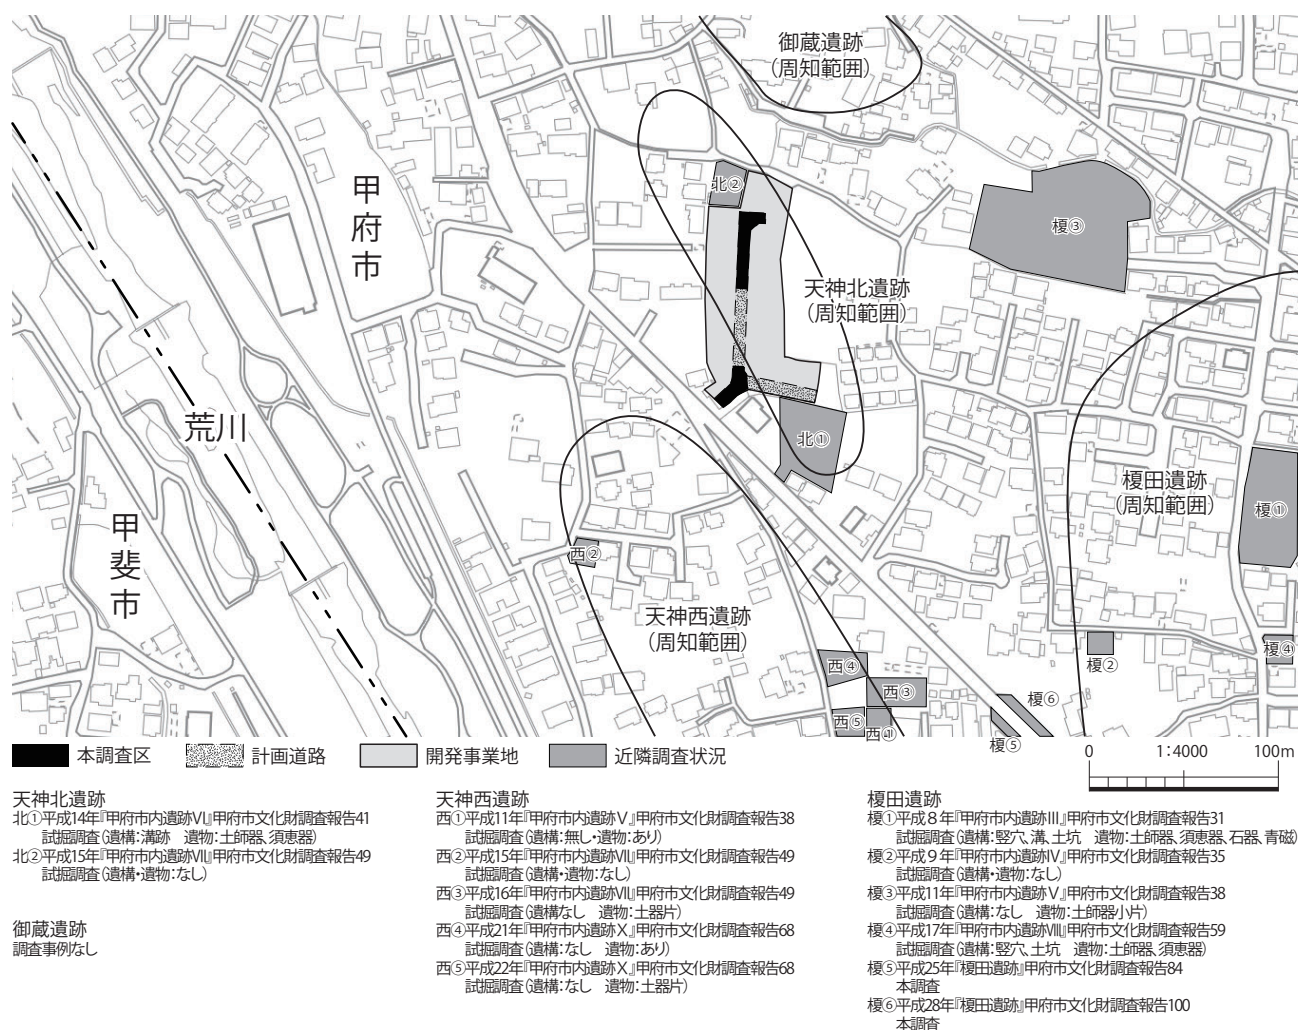 御蔵遺跡
(周知範囲)
甲府市
北②
榎③
天神北遺跡
(周知範囲)
荒川
北①
榎田遺跡
(周知範囲)
榎①
甲斐市
西②
天神西遺跡
(周知範囲)
榎②
榎④
西④
西③
西⑤
西①
榎⑥
榎⑤
本調査区
計画道路
開発事業地
近隣調査状況
0 1:4000 100m
天神北遺跡
北①平成14年『甲府市内遺跡Ⅵ』甲府市文化財調査報告41
試掘調査(遺構:溝跡 遺物:土師器、須恵器)
北②平成15年『甲府市内遺跡Ⅶ』甲府市文化財調査報告49
試掘調査(遺構・遺物:なし)
御蔵遺跡
調査事例なし
天神西遺跡
西①平成11年『甲府市内遺跡Ⅴ』甲府市文化財調査報告38
試掘調査(遺構:無し・遺物:あり)
西②平成15年『甲府市内遺跡Ⅶ』甲府市文化財調査報告49
試掘調査(遺構・遺物:なし)
西③平成16年『甲府市内遺跡Ⅶ』甲府市文化財調査報告49
試掘調査(遺構なし 遺物:土器片)
西④平成21年『甲府市内遺跡Ⅹ』甲府市文化財調査報告68
試掘調査(遺構:なし 遺物:あり)
西⑤平成22年『甲府市内遺跡Ⅹ』甲府市文化財調査報告68
試掘調査(遺構:なし 遺物:土器片)
榎田遺跡
榎①平成8年『甲府市内遺跡Ⅲ』甲府市文化財調査報告31
試掘調査(遺構:竪穴、溝、土坑 遺物:土師器、須恵器、石器、青磁)
榎②平成9年『甲府市内遺跡Ⅳ』甲府市文化財調査報告35
試掘調査(遺構・遺物:なし)
榎③平成11年『甲府市内遺跡Ⅴ』甲府市文化財調査報告38
試掘調査(遺構:なし 遺物:土師器小片)
榎④平成17年『甲府市内遺跡Ⅷ』甲府市文化財調査報告59
試掘調査(遺構:竪穴、土坑 遺物:土師器、須恵器)
榎⑤平成25年『榎田遺跡』甲府市文化財調査報告84
本調査
榎⑥平成28年『榎田遺跡』甲府市文化財調査報告100
本調査